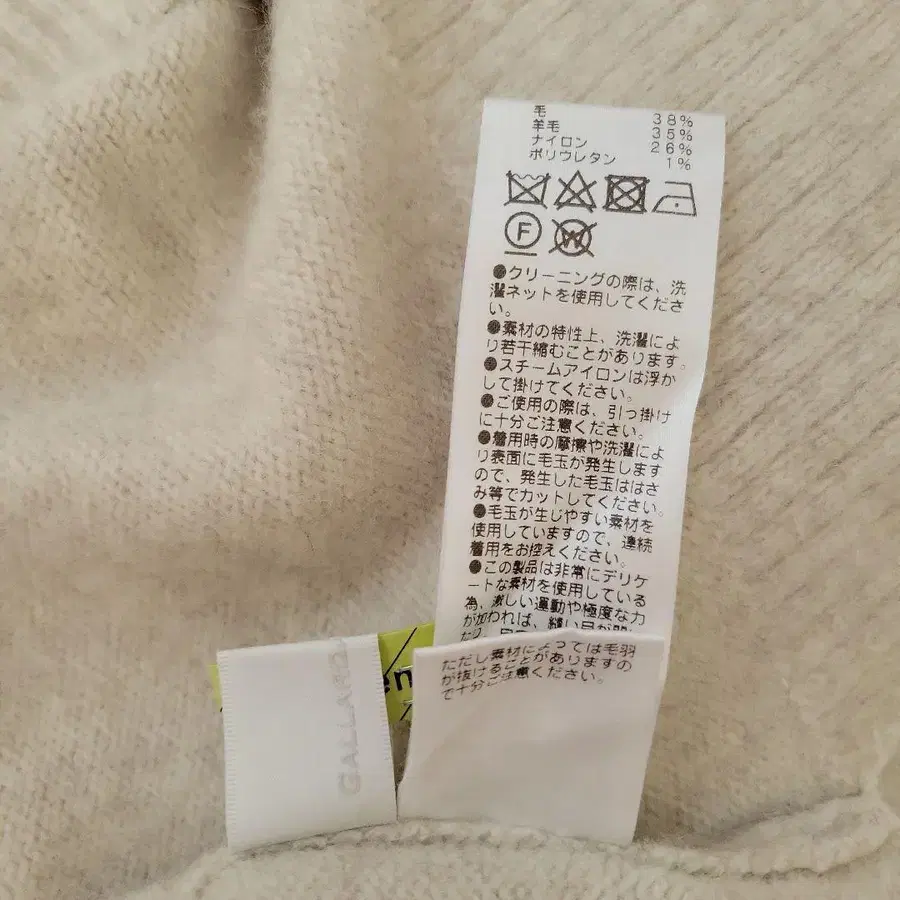 毛 38%
羊毛 35%
ナイロン 26%
ポリウレタン 1%
F W
●クリーニングの際は、洗
濯ネットを使用してくださ
い。
●素材の特性上、洗濯によ
り若干縮むことがあります。
●スチームアイロンは浮か
して掛けてください。
●ご使用の際は、引っ掛け
に十分ご注意ください。
●着用時の摩擦や洗濯によ
り表面に毛玉が発生します
ので、発生した毛玉ははさ
み等でカットしてください。
●毛玉が生じやすい素材を
使用していますので、連続
着用をお控えください。
●この製品は非常にデリケ
ートな素材を使用している
為、激しい運動や極度な力
が加われば、縫い目が開い
ただし素材によっては毛羽
が抜けることがありますの
で十分ご注意ください。
en
GALLARD